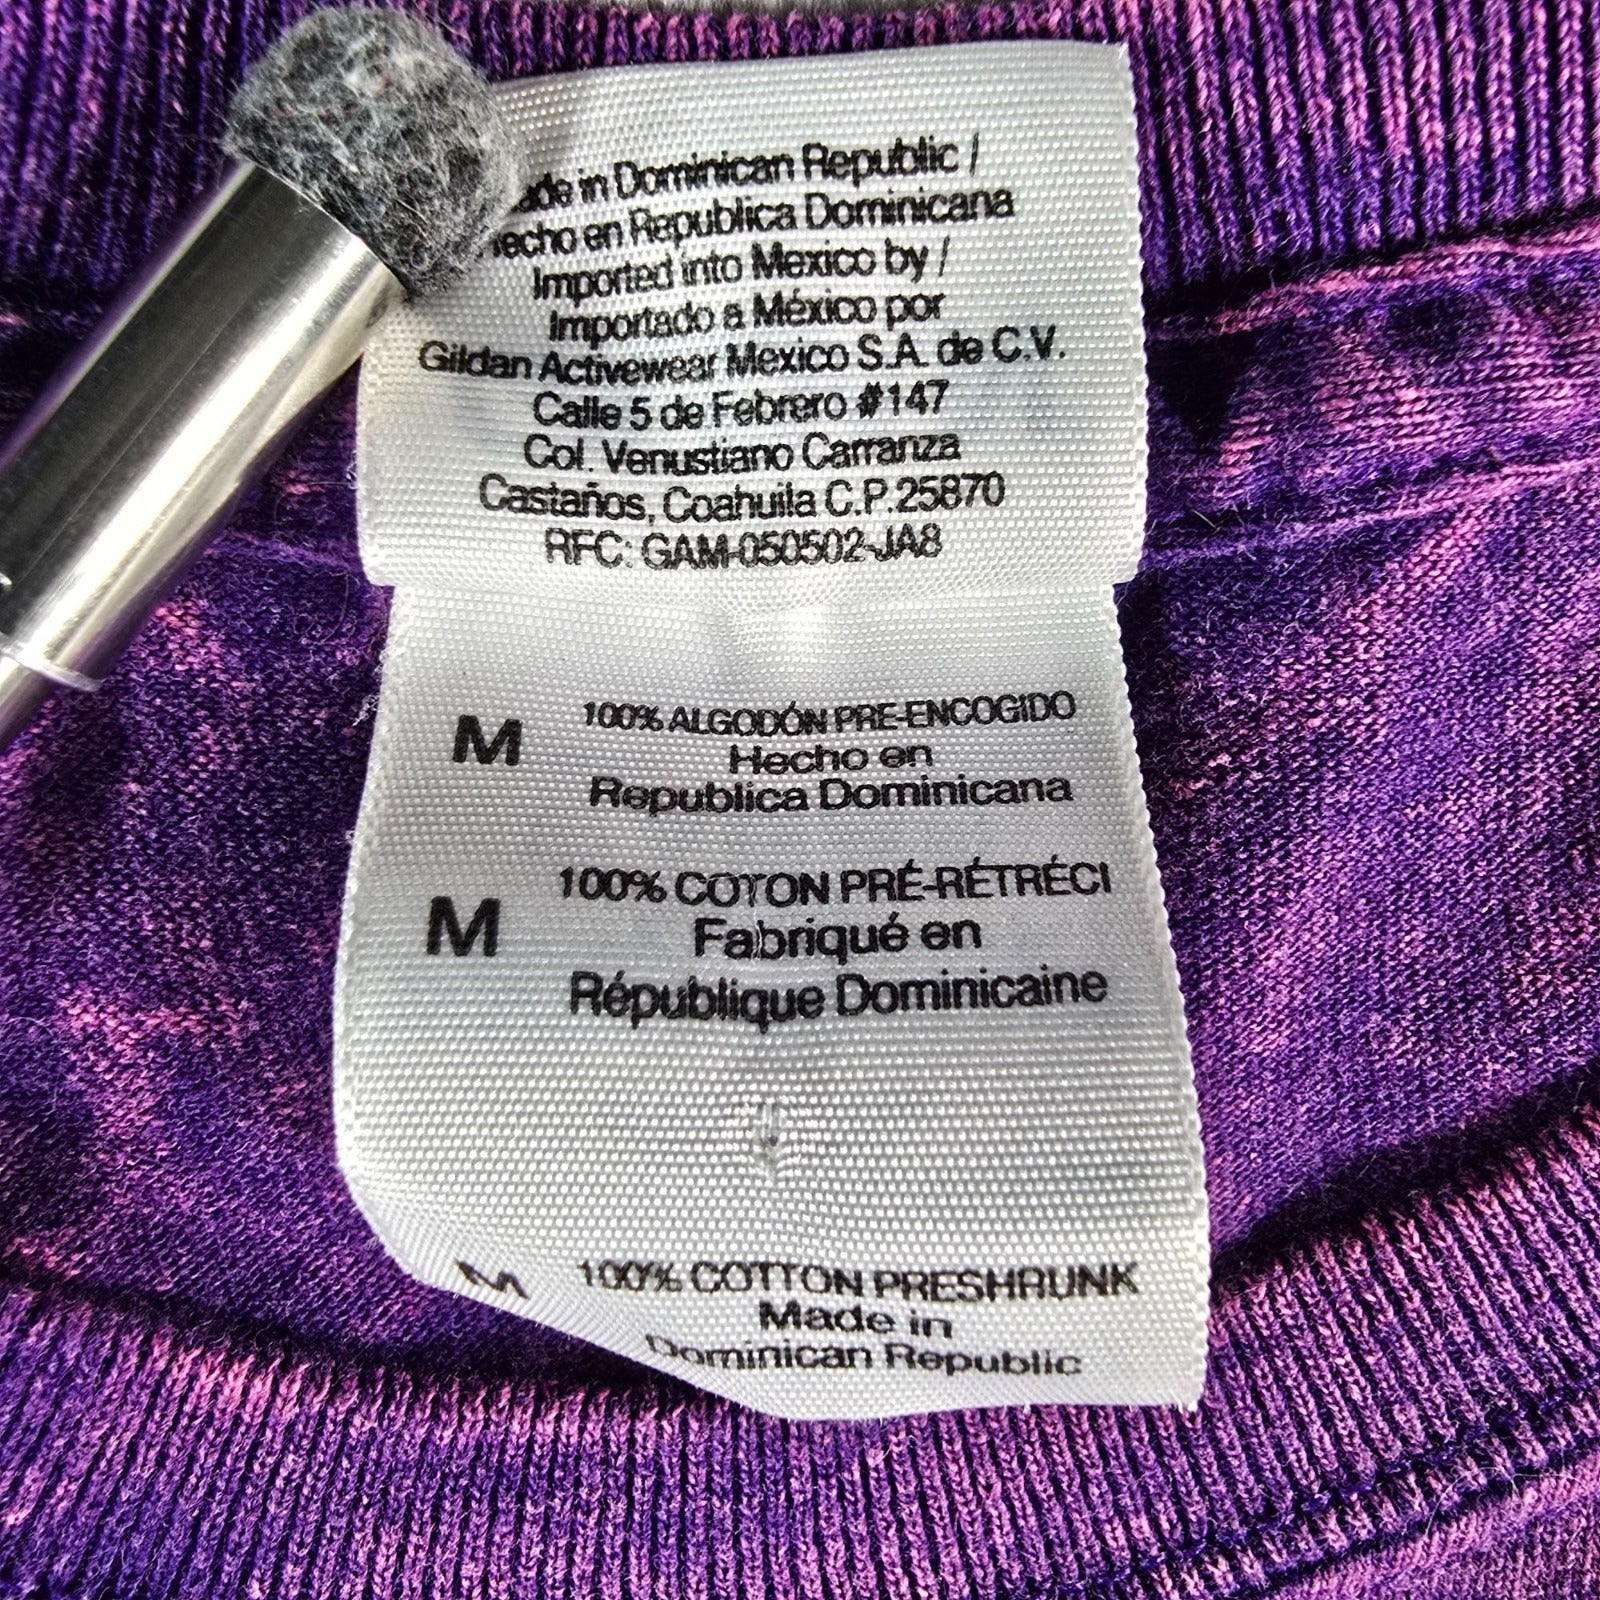 Made in Dominican Republic /
Hecho en Republica Dominicana
Imported into Mexico by /
Importado a México por
Gildan Activewear Mexico S.A. de C.V.
Calle 5 de Febrero #147
Col. Venustiano Carranza
Castaños, Coahuila C.P.25870
RFC: GAM-050502-JA8
M 100% ALGODÓN PRE-ENCOGIDO
Hecho en
Republica Dominicana
M 100% COTON PRÉ-RÉTRÉCI
Fabriqué en
République Dominicaine
M 100% COTTON PRESHRUNK
Made in
Dominican Republic